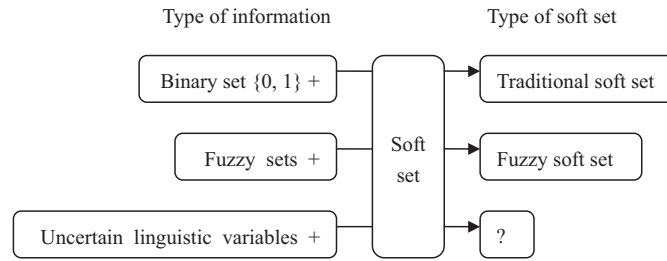 Type of information
Type of soft set
Binary set {0, 1} +
Traditional soft set
Fuzzy sets +
Soft
set
Fuzzy soft set
Uncertain linguistic variables +
?